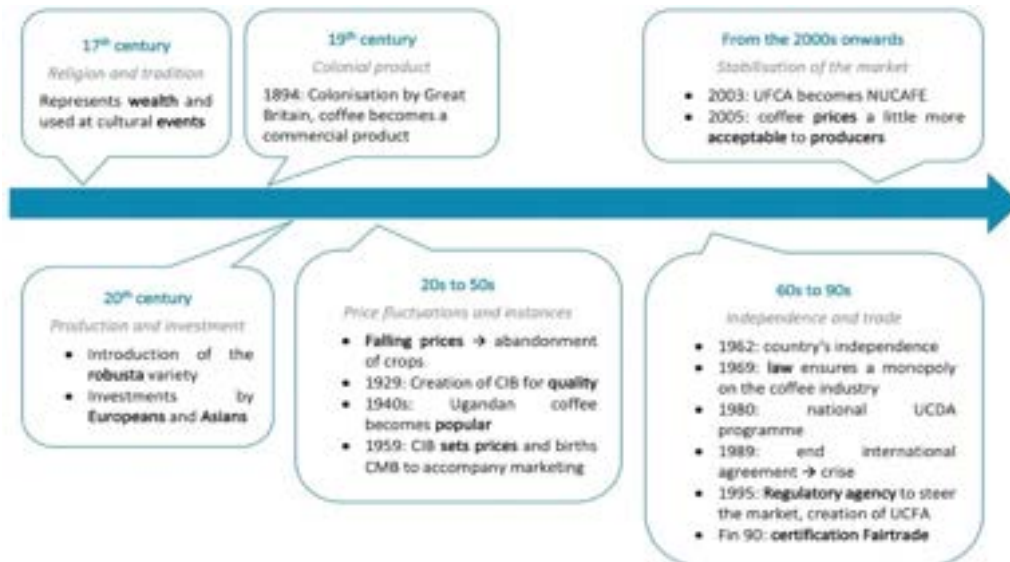 17th century
Religion and tradition
Represents wealth and
used at cultural events
19th century
Colonial product
1894: Colonisation by Great
Britain, coffee becomes a
commercial product
From the 2000s onwards
Stabilisation of the market
• 2003: UFCA becomes NUCAFE
• 2005: coffee prices a little more
acceptable to producers
20th century
Production and investment
• Introduction of the
robusta variety
• Investments by
Europeans and Asians
20s to 50s
Price fluctuations and instances
• Falling prices → abandonment
of crops
• 1929: Creation of CIB for quality
• 1940s: Ugandan coffee
becomes popular
• 1959: CIB sets prices and births
CMB to accompany marketing
60s to 90s
Independence and trade
• 1962: country's independence
• 1969: law ensures a monopoly
on the coffee industry
• 1980: national UCDA
programme
• 1989: end international
agreement → crise
• 1995: Regulatory agency to steer
the market, creation of UCFA
• Fin 90: certification Fairtrade